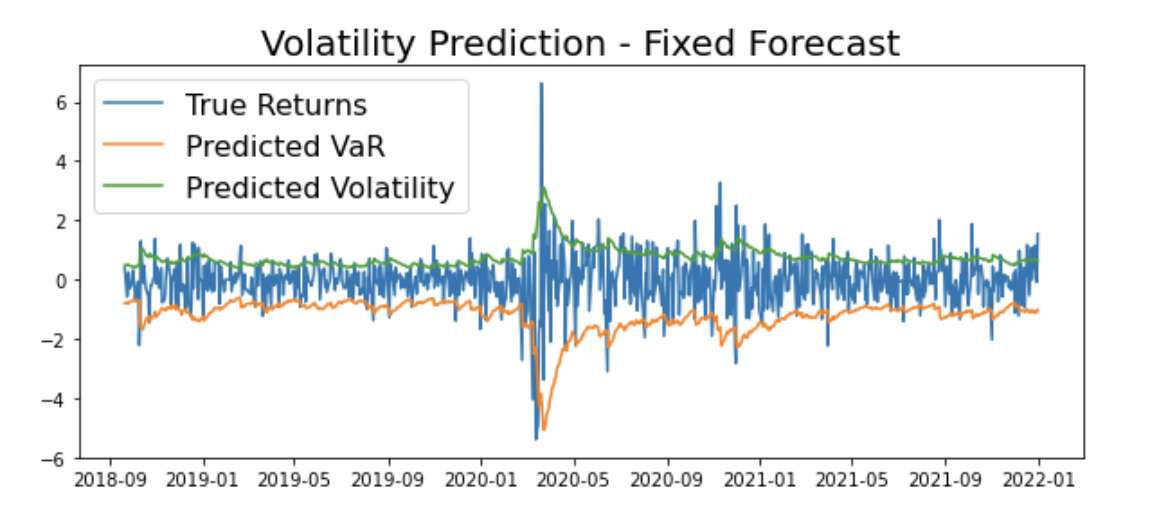 Volatility Prediction - Fixed Forecast
True Returns
Predicted VaR
Predicted Volatility
6
4
2
0
−2
−4
−6
2018-09 2019-01 2019-05 2019-09 2020-01 2020-05 2020-09 2021-01 2021-05 2021-09 2022-01